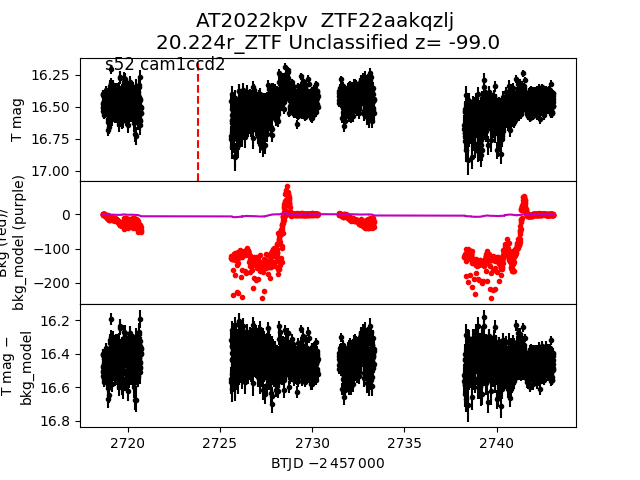 AT2022kpv  ZTF22aakqzlj
20.224r_ZTF Unclassified z= -99.0
s52 cam1ccd2
T mag
16.25
16.50
16.75
17.00
Bkg (red)/
bkg_model (purple)
0
−100
−200
T mag −
bkg_model
16.2
16.4
16.6
16.8
2720
2725
2730
2735
2740
BTJD −2 457 000